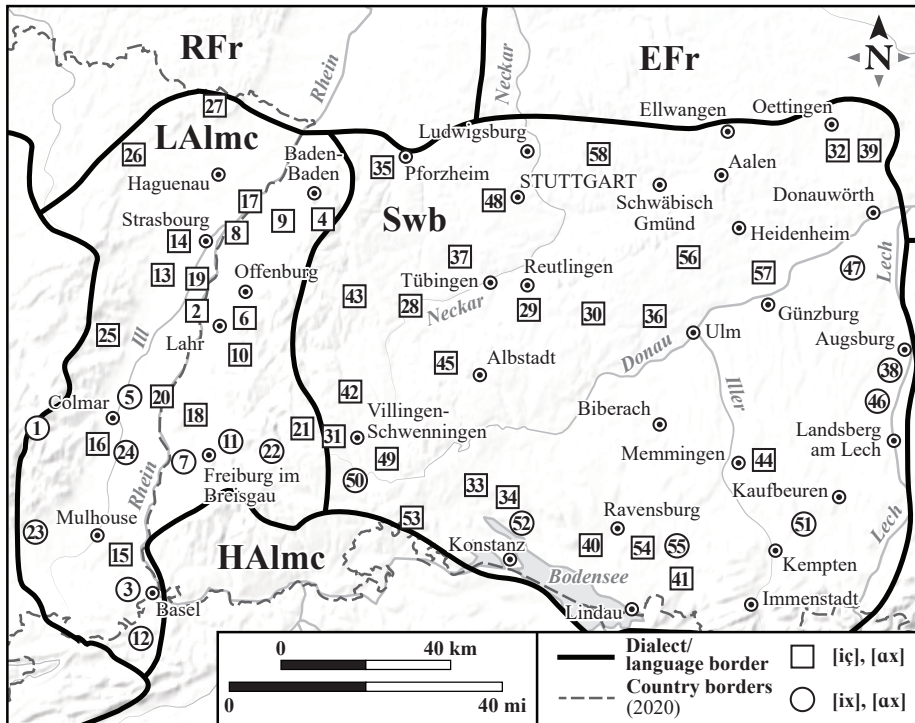 RFr
EFr
N
Rhein
Neckar
Ellwangen
Oettingen
27
LAlmc
Ludwigsburg
26
Baden-
Baden
35
Pforzheim
58
32
39
Haguenau
Aalen
STUTTGART
48
Schwäbisch
Gmünd
Donauwörth
17
Strasbourg
9
4
Swb
14
8
Heidenheim
Lech
13
19
Offenburg
37
56
57
47
Tübingen
Reutlingen
43
28
Neckar
29
30
36
Günzburg
2
6
Ill
25
Lahr
Ulm
10
Donau
Augsburg
45
Albstadt
38
Iller
5
20
42
46
Colmar
18
1
Villingen-
Schwenningen
Biberach
21
31
Landsberg
am Lech
16
24
11
22
7
Freiburg im
Breisgau
49
Memmingen
44
Rhein
50
33
34
Kaufbeuren
Mulhouse
23
53
52
Ravensburg
51
Lech
HAlmc
Konstanz
40
54
55
15
Kempten
Bodensee
41
3
Basel
Lindau
Immenstadt
12
0
40 km
0
40 mi
Dialect/
language border
[iç], [ɑx]
Country borders
(2020)
[ix], [ɑx]